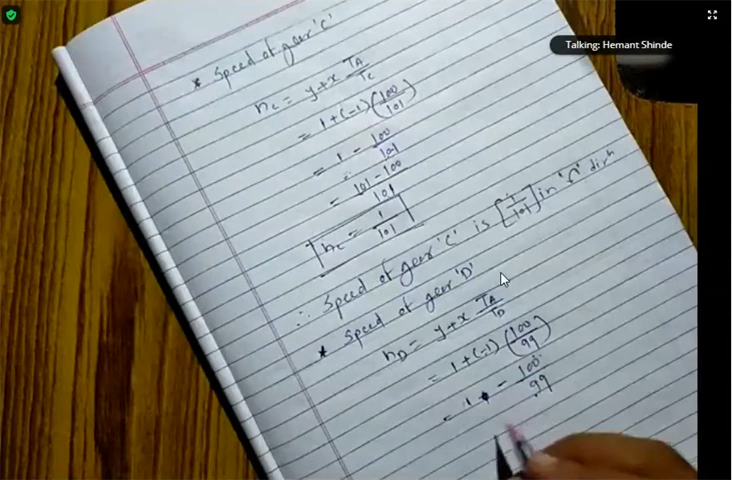 Talking: Hemant Shinde
* Speed of gear 'C'
nc = y+x TA/TC
= 1+(-1)(100/101)
= 1 - 100/101
= 101-100/101
nc = 1/101
∴ Speed of gear 'C' is [1/101] in ' ' dirn
* Speed of gear 'D'
nD = y+x TA/TD
= 1+(-1)(100/99)
= 1 - 100/99